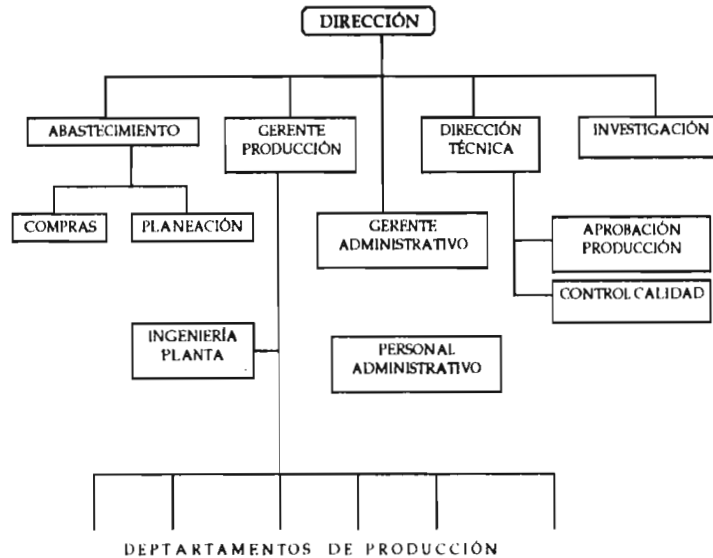 DIRECCIÓN
ABASTECIMIENTO
GERENTE
PRODUCCIÓN
DIRECCIÓN
TÉCNICA
INVESTIGACIÓN
COMPRAS
PLANEACIÓN
GERENTE
ADMINISTRATIVO
APROBACIÓN
PRODUCCIÓN
CONTROL CALIDAD
INGENIERÍA
PLANTA
PERSONAL
ADMINISTRATIVO
DEPTARTAMENTOS DE PRODUCCIÓN